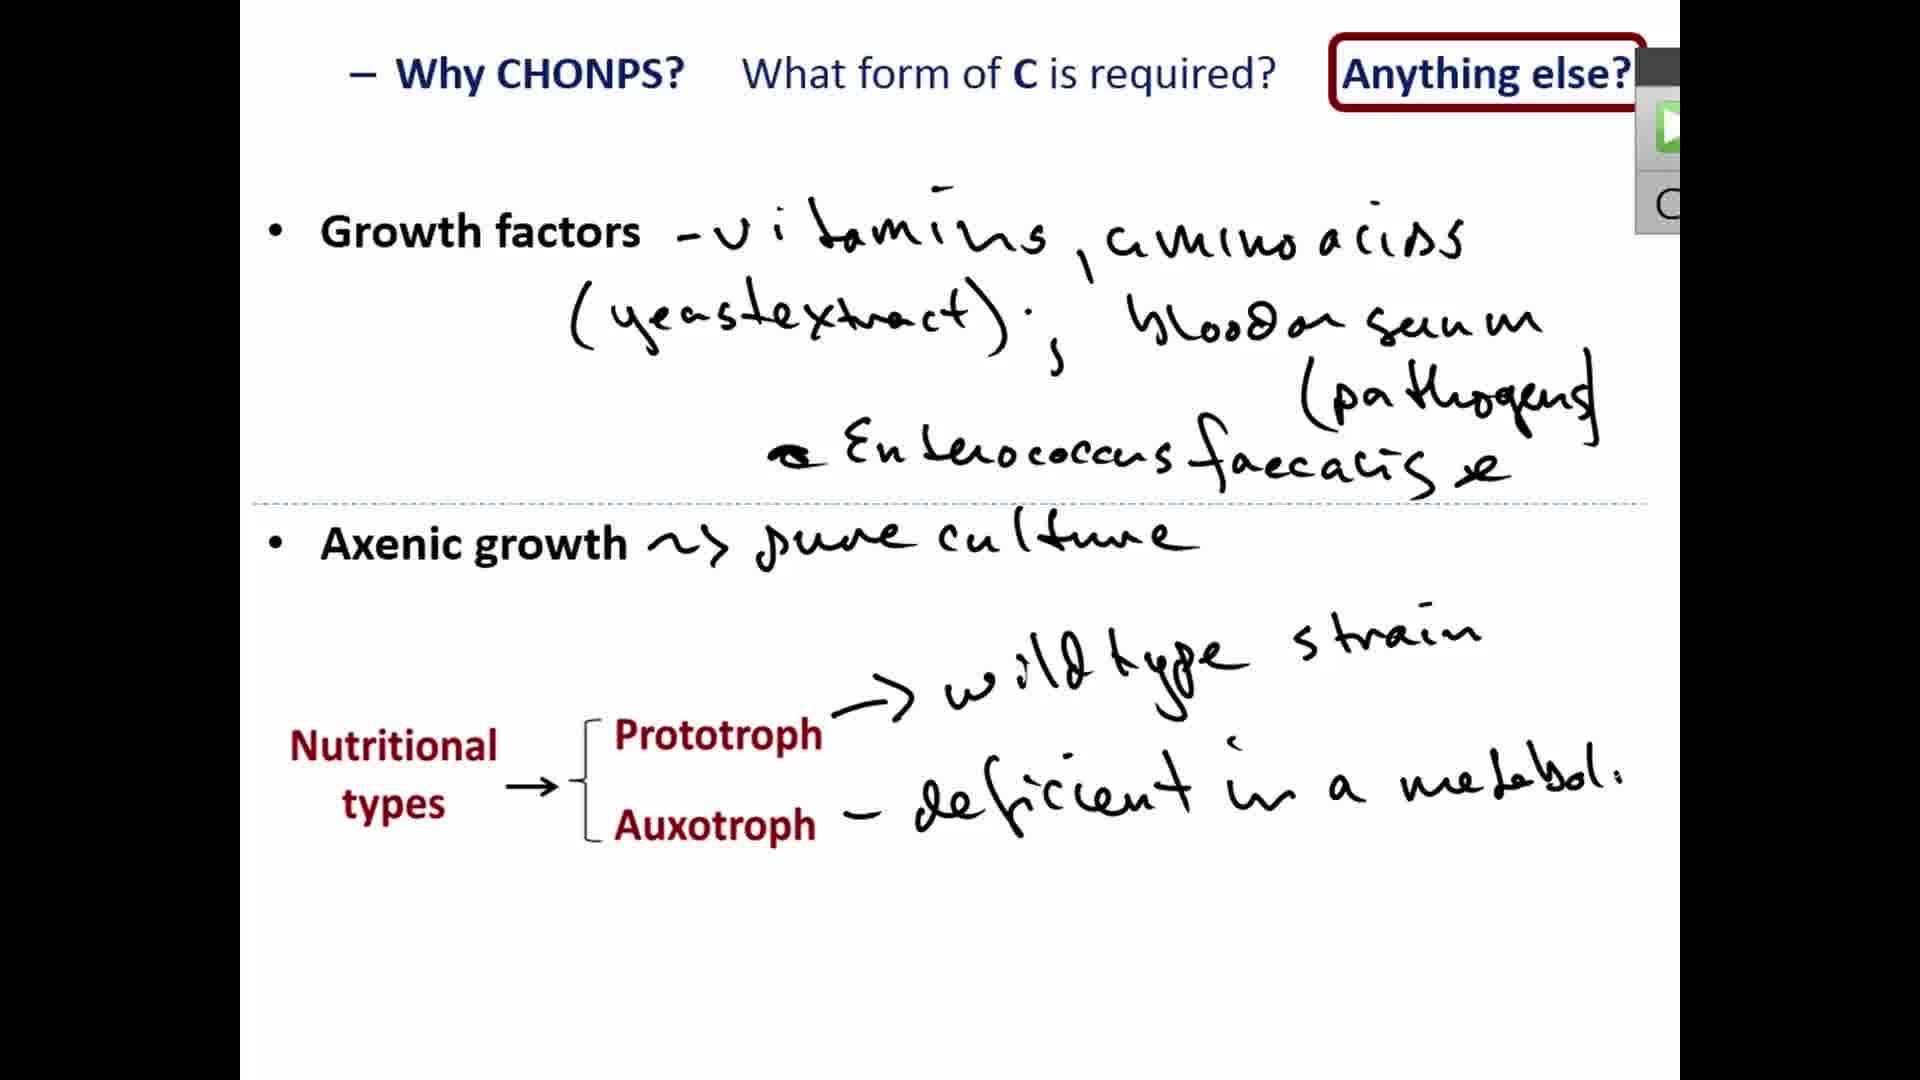 – Why CHONPS? What form of C is required? Anything else?
• Growth factors - vitamins, amino acids
(yeast extract); blood or serum
(pathogens)
- Enterococcus faecalis
• Axenic growth ~> pure culture
Prototroph -> wild type strain
Nutritional types →
Auxotroph - deficient in a metabol.